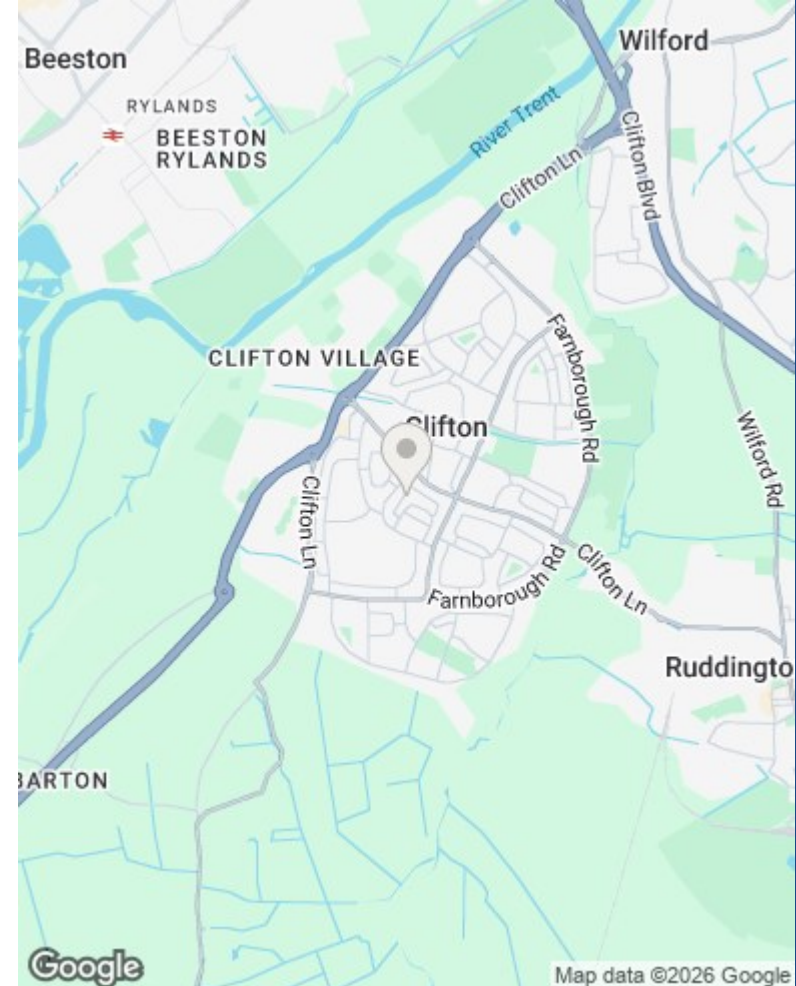 Beeston
Wilford
RYLANDS
BEESTON
RYLANDS
River Trent
Clifton Ln
Clifton Blvd
CLIFTON VILLAGE
Farnborough Rd
Clifton
Wilford Rd
Clifton Ln
Farnborough Rd
Clifton Ln
Ruddingto
BARTON
Google
Map data ©2026 Google